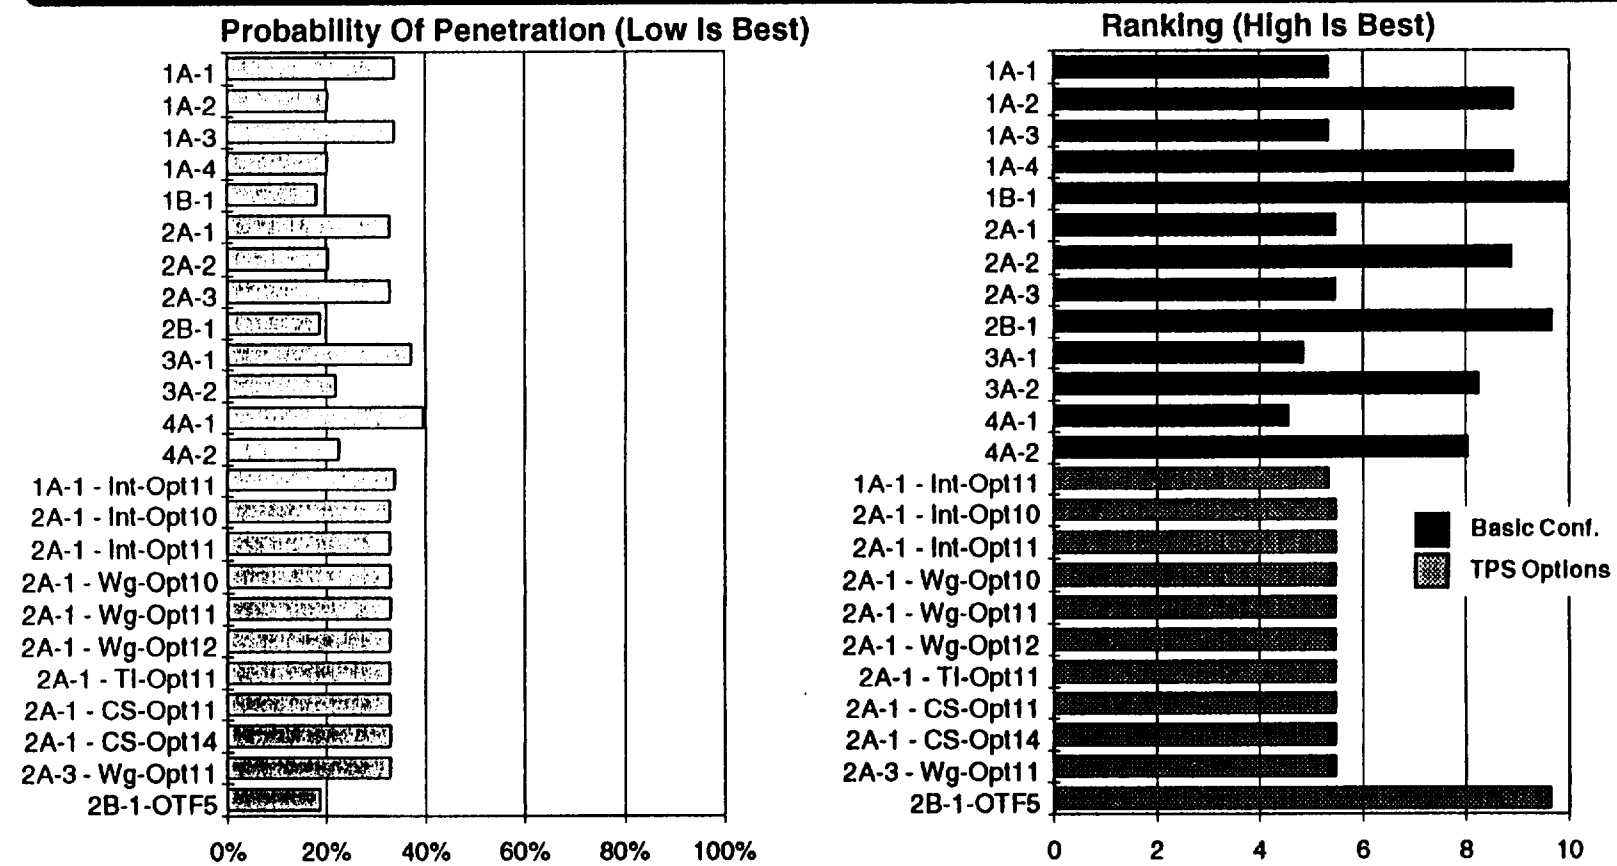 Probability Of Penetration (Low Is Best)
1A-1
1A-2
1A-3
1A-4
1B-1
2A-1
2A-2
2A-3
2B-1
3A-1
3A-2
4A-1
4A-2
1A-1 - Int-Opt11
2A-1 - Int-Opt10
2A-1 - Int-Opt11
2A-1 - Wg-Opt10
2A-1 - Wg-Opt11
2A-1 - Wg-Opt12
2A-1 - TI-Opt11
2A-1 - CS-Opt11
2A-1 - CS-Opt14
2A-3 - Wg-Opt11
2B-1-OTF5
0% 20% 40% 60% 80% 100%
Ranking (High Is Best)
1A-1
1A-2
1A-3
1A-4
1B-1
2A-1
2A-2
2A-3
2B-1
3A-1
3A-2
4A-1
4A-2
1A-1 - Int-Opt11
2A-1 - Int-Opt10
2A-1 - Int-Opt11
2A-1 - Wg-Opt10
2A-1 - Wg-Opt11
2A-1 - Wg-Opt12
2A-1 - TI-Opt11
2A-1 - CS-Opt11
2A-1 - CS-Opt14
2A-3 - Wg-Opt11
2B-1-OTF5
0 2 4 6 8 10
Basic Conf.
TPS Options